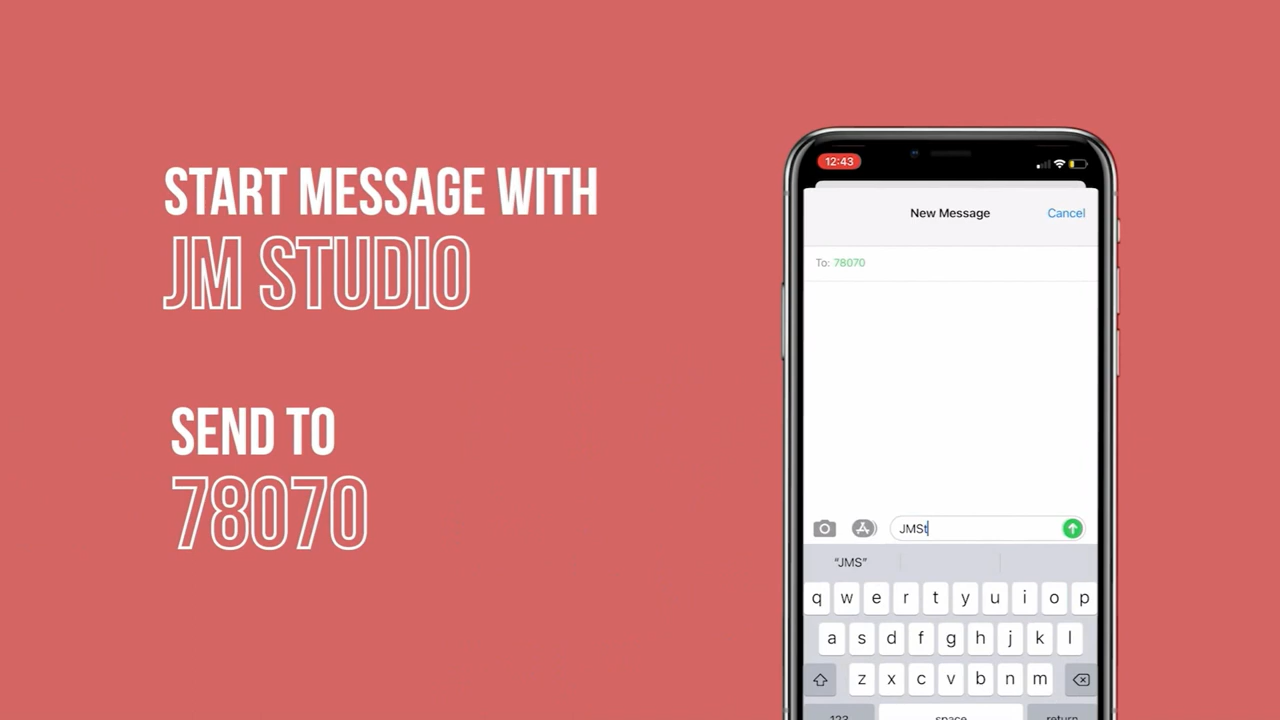 START MESSAGE WITH
JM STUDIO
SEND TO
78070
12:43
New Message
Cancel
To: 78070
JMSt
“JMS”
q w e r t y u i o p
a s d f g h j k l
z x c v b n m
123 space return